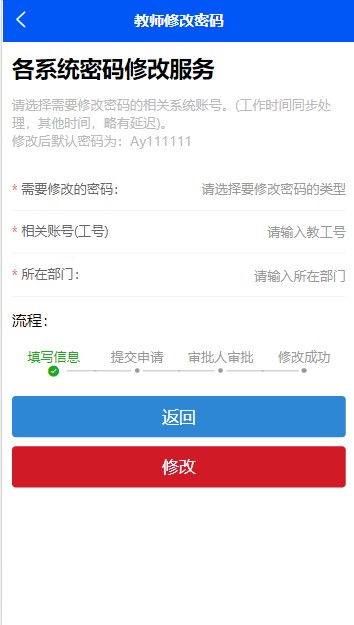 教师修改密码
各系统密码修改服务
请选择需要修改密码的相关系统账号。(工作时间同步处
理，其他时间，略有延迟)。
修改后默认密码为：Ay111111
* 需要修改的密码： 请选择要修改密码的类型
* 相关账号(工号) 请输入教工号
* 所在部门： 请输入所在部门
流程：
填写信息 提交申请 审批人审批 修改成功
返回
修改